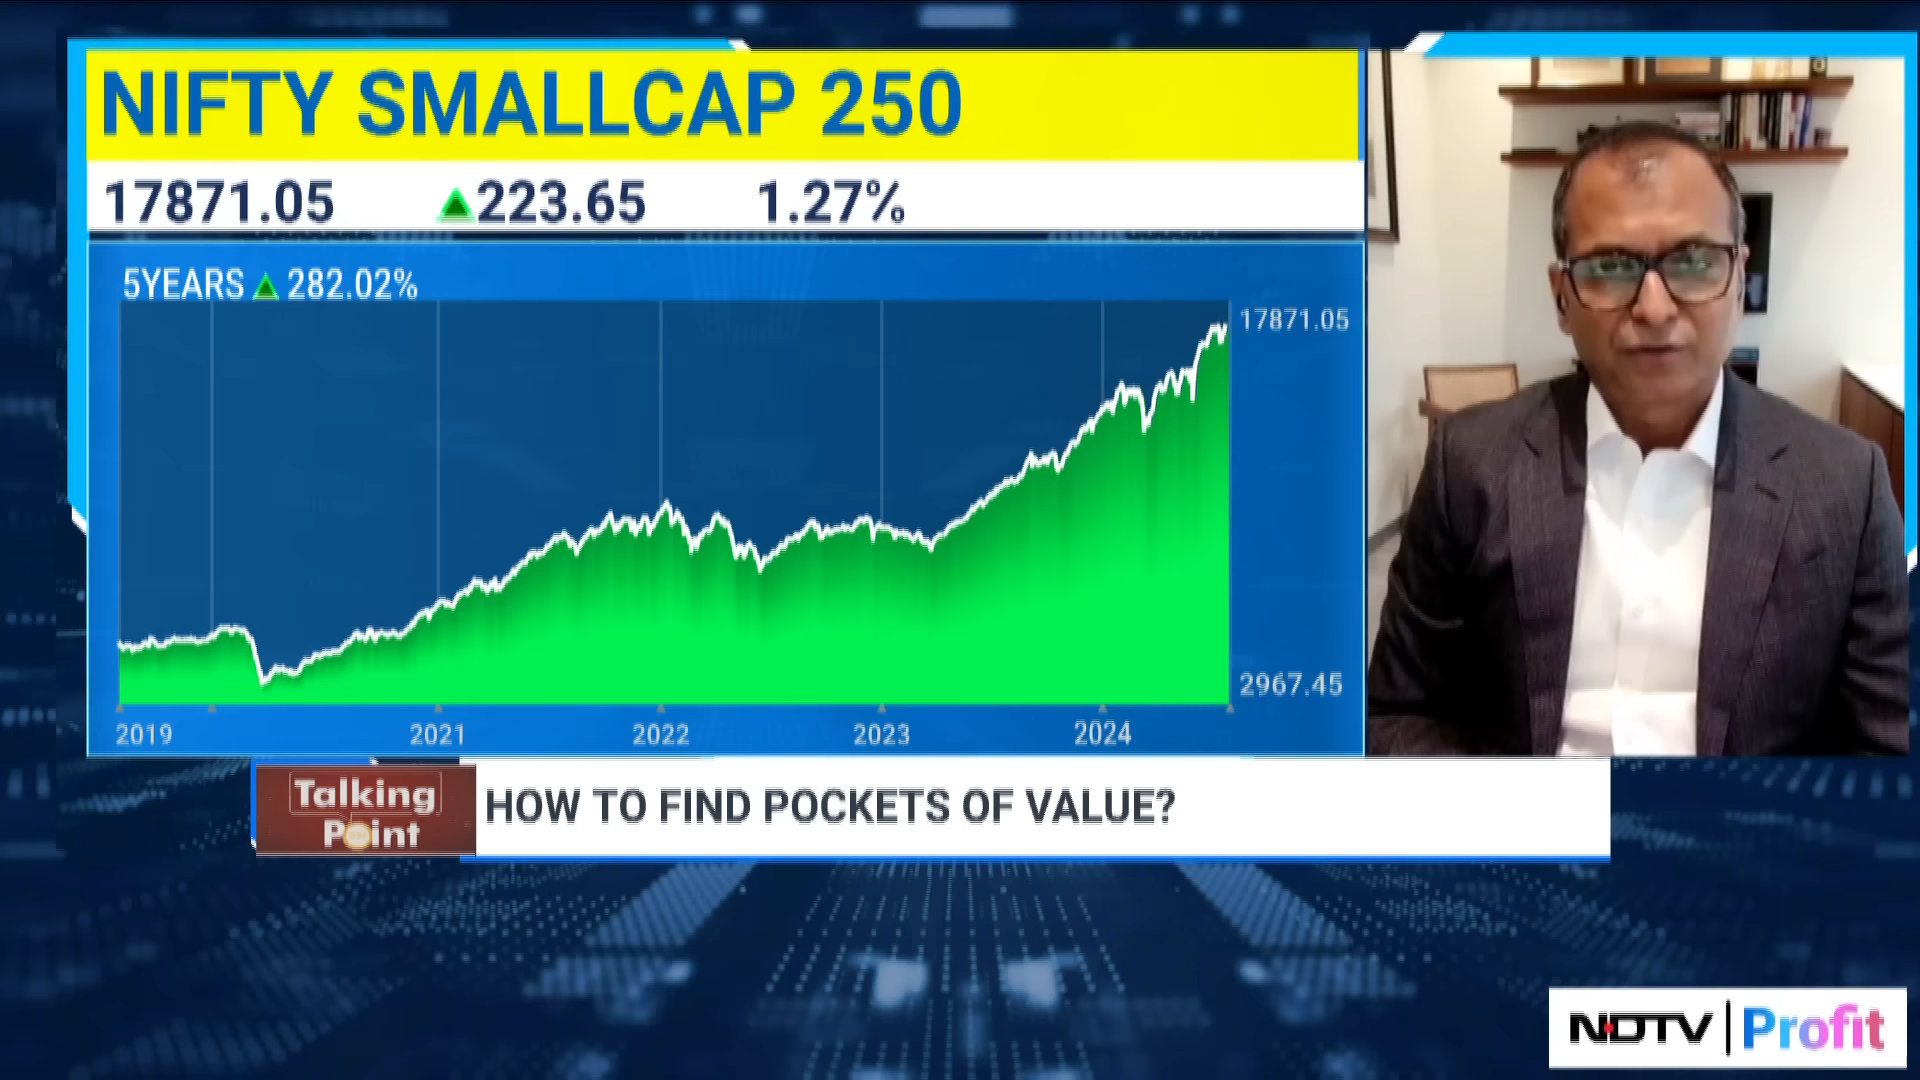 NIFTY SMALLCAP 250
17871.05 ▲223.65 1.27%
5YEARS ▲ 282.02%
17871.05
2967.45
2019 2021 2022 2023 2024
Talking
Point
HOW TO FIND POCKETS OF VALUE?
NDTV | Profit